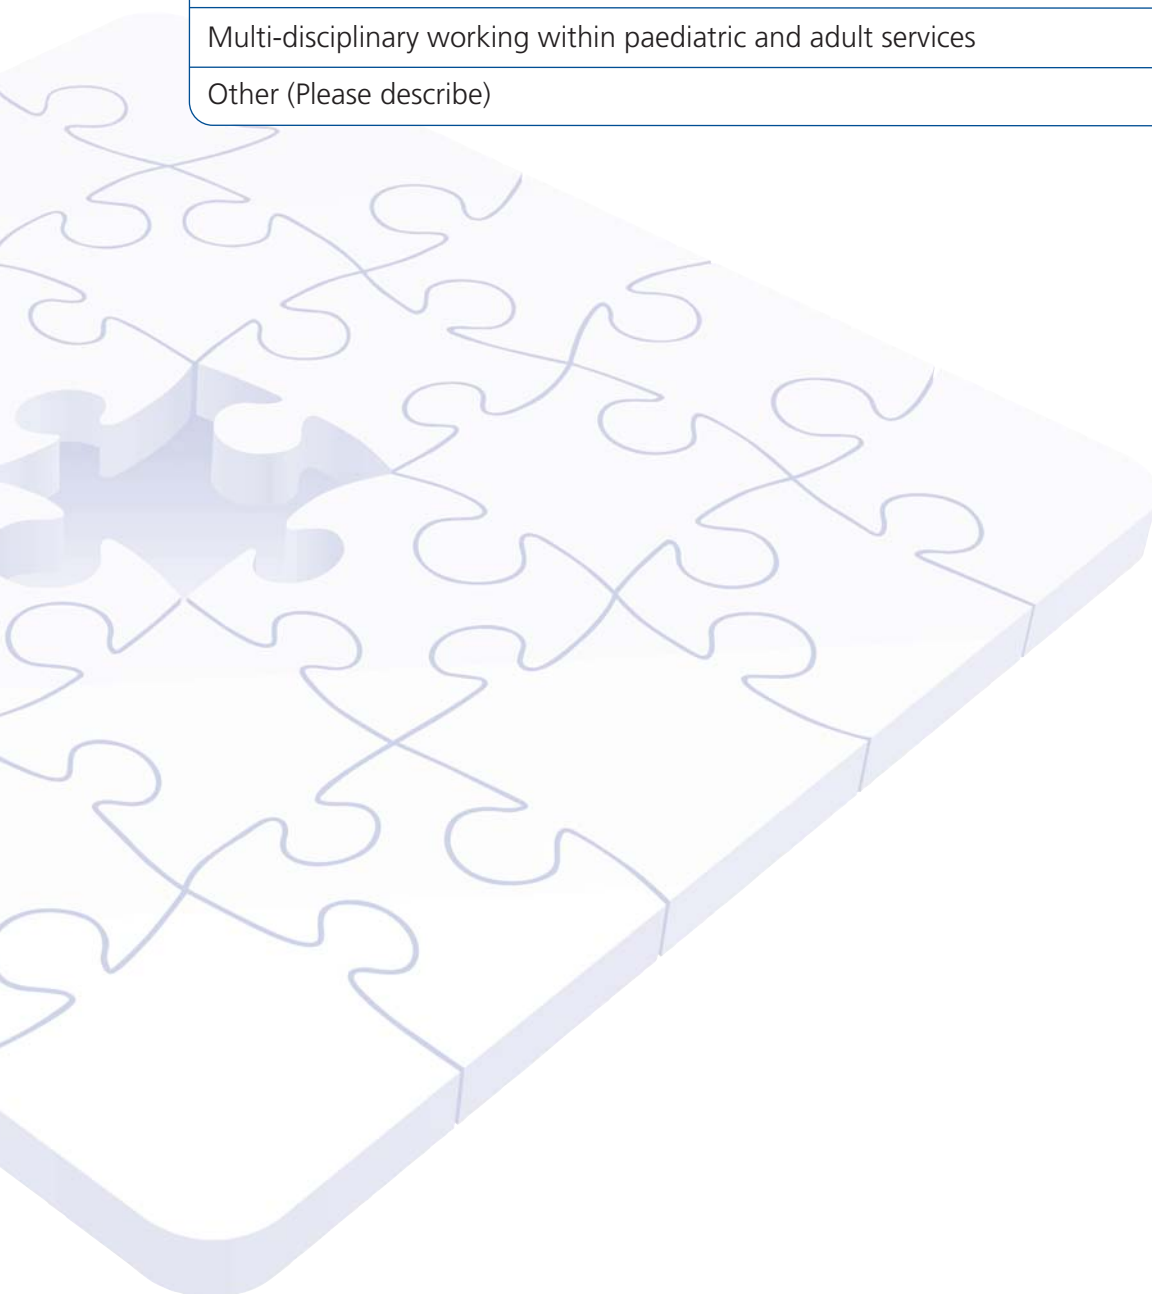 Multi-disciplinary working within paediatric and adult services
Other (Please describe)